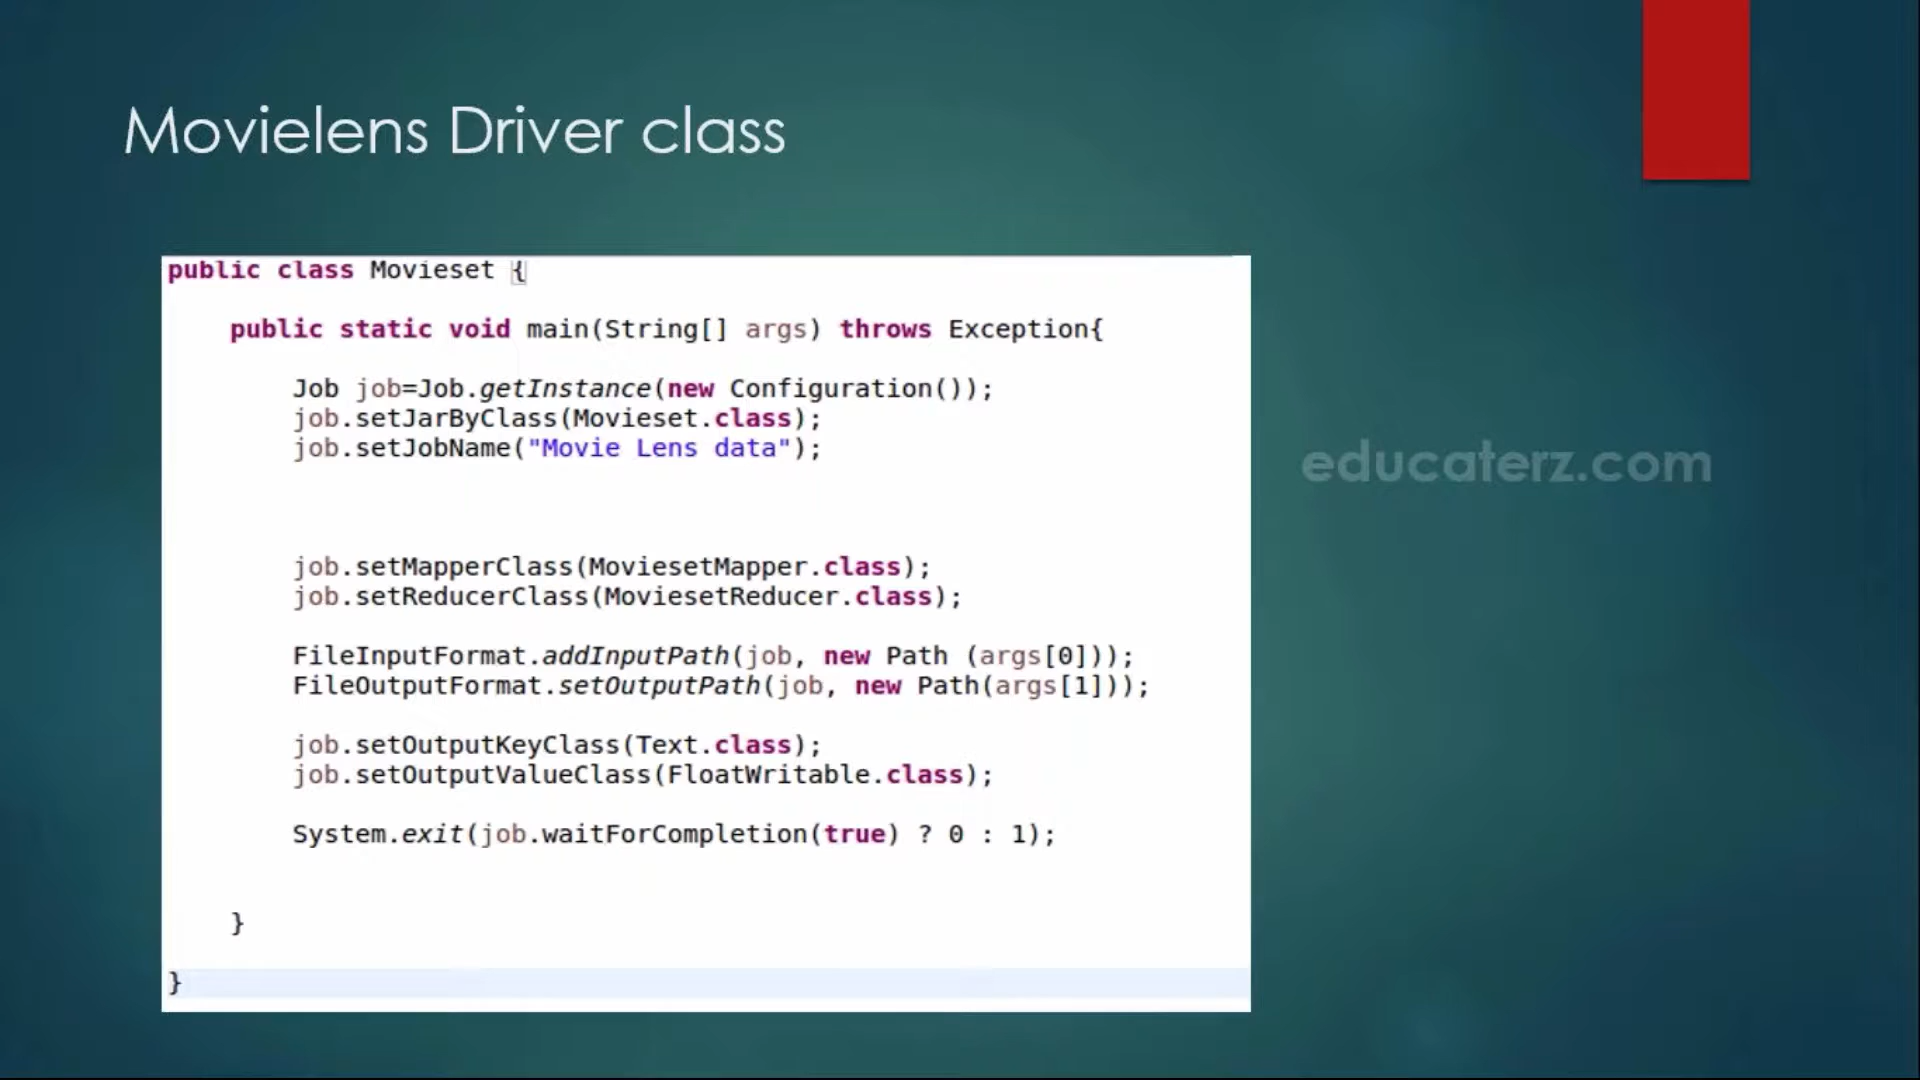 Movielens Driver class
public class Movieset {
public static void main(String[] args) throws Exception{
Job job=Job.getInstance(new Configuration());
job.setJarByClass(Movieset.class);
job.setJobName("Movie Lens data");
educaterz.com
job.setMapperClass(MoviesetMapper.class);
job.setReducerClass(MoviesetReducer.class);
FileInputFormat.addInputPath(job, new Path (args[0]));
FileOutputFormat.setOutputPath(job, new Path(args[1]));
job.setOutputKeyClass(Text.class);
job.setOutputValueClass(FloatWritable.class);
System.exit(job.waitForCompletion(true) ? 0 : 1);
}
}